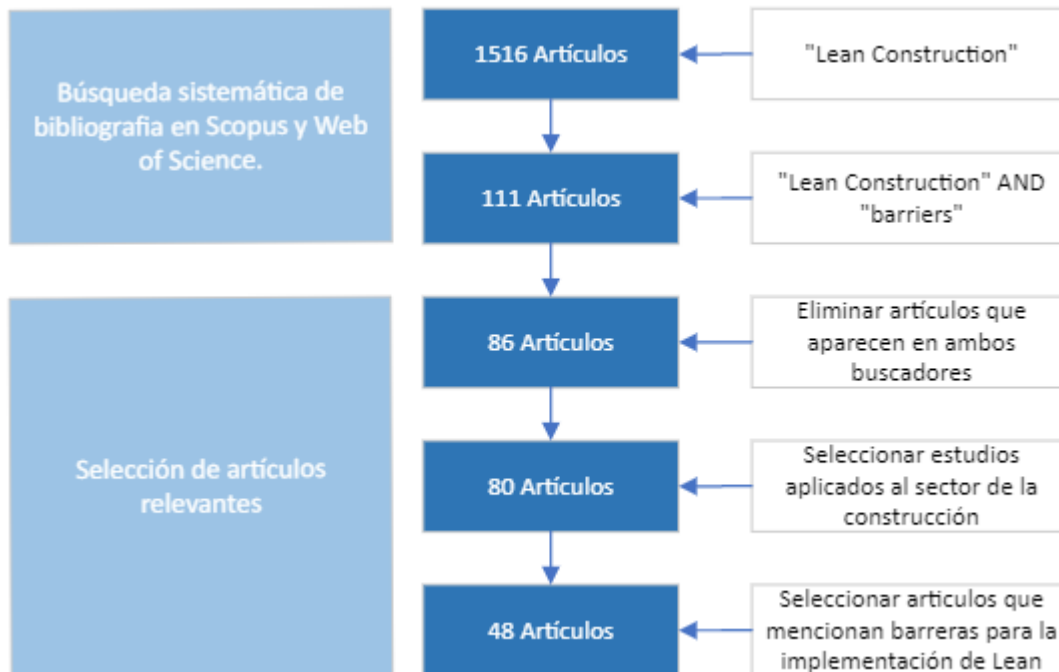 Búsqueda sistemática de
bibliografia en Scopus y Web
of Science.
1516 Artículos
"Lean Construction"
111 Artículos
"Lean Construction" AND
"barriers"
Selección de artículos
relevantes
86 Artículos
Eliminar artículos que
aparecen en ambos
buscadores
80 Artículos
Seleccionar estudios
aplicados al sector de la
construcción
48 Artículos
Seleccionar articulos que
mencionan barreras para la
implementación de Lean